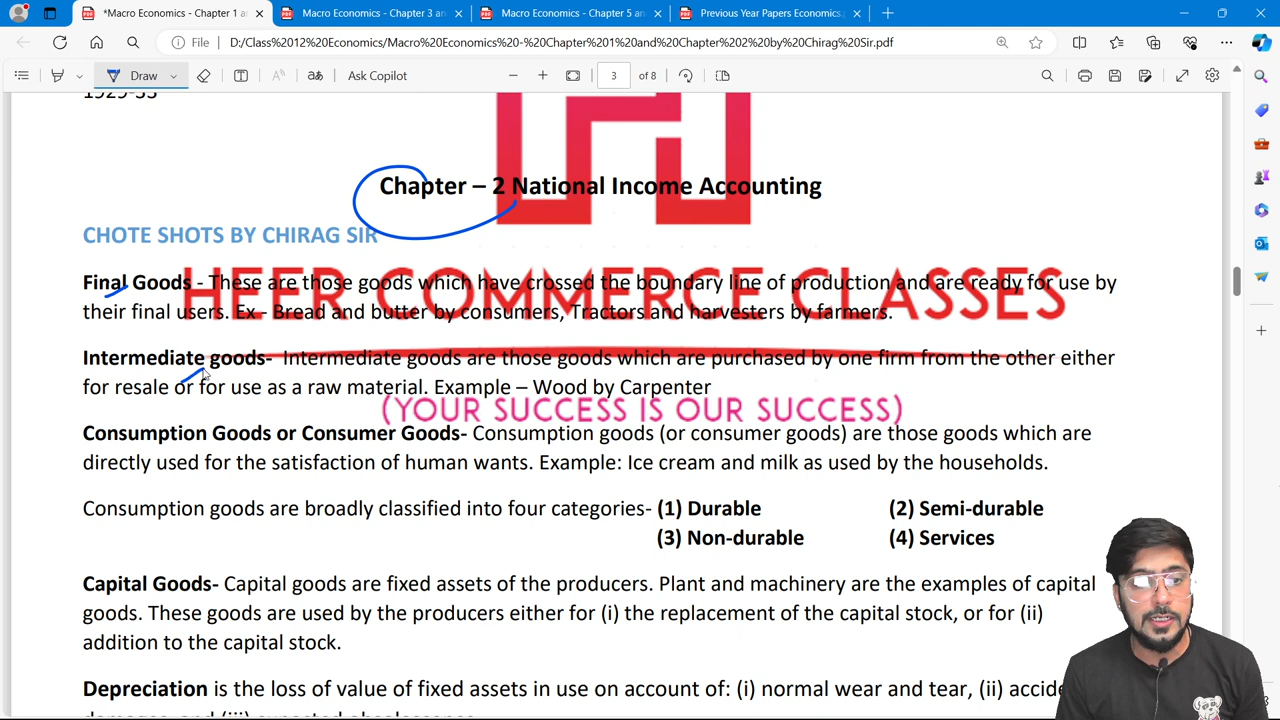 *Macro Economics - Chapter 1 a
Macro Economics - Chapter 3 and
Macro Economics - Chapter 5 and
Previous Year Papers Economics.p
File
D:/Class%2012%20Economics/Macro%20Economics%20-%20Chapter%201%20and%20Chapter%202%20by%20Chirag%20Sir.pdf
Draw
Ask Copilot
3
of 8
1929-33
Chapter – 2 National Income Accounting
CHOTE SHOTS BY CHIRAG SIR
HEER COMMERCE CLASSES
(YOUR SUCCESS IS OUR SUCCESS)
Final Goods - These are those goods which have crossed the boundary line of production and are ready for use by
their final users. Ex - Bread and butter by consumers, Tractors and harvesters by farmers.
Intermediate goods- Intermediate goods are those goods which are purchased by one firm from the other either
for resale or for use as a raw material. Example – Wood by Carpenter
Consumption Goods or Consumer Goods- Consumption goods (or consumer goods) are those goods which are
directly used for the satisfaction of human wants. Example: Ice cream and milk as used by the households.
Consumption goods are broadly classified into four categories- (1) Durable (2) Semi-durable
(3) Non-durable (4) Services
Capital Goods- Capital goods are fixed assets of the producers. Plant and machinery are the examples of capital
goods. These goods are used by the producers either for (i) the replacement of the capital stock, or for (ii)
addition to the capital stock.
Depreciation is the loss of value of fixed assets in use on account of: (i) normal wear and tear, (ii) accide